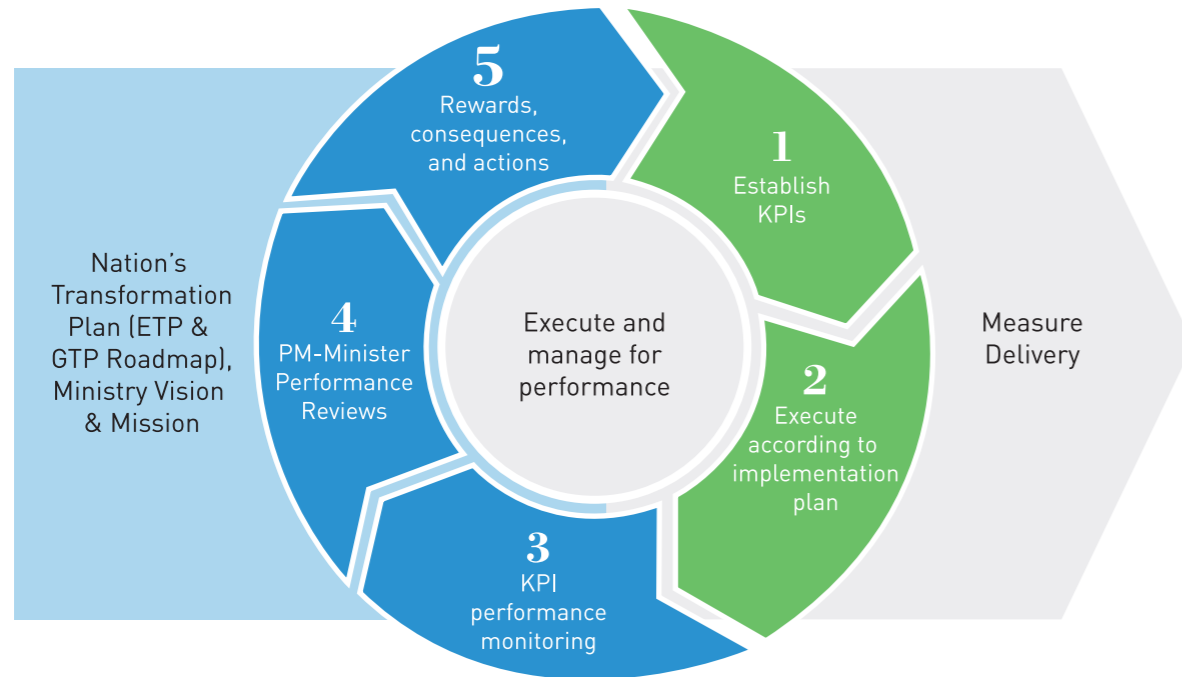 Nation’s
Transformation
Plan (ETP &
GTP Roadmap),
Ministry Vision
& Mission
5
Rewards,
consequences,
and actions
1
Establish
KPIs
4
PM-Minister
Performance
Reviews
Execute and
manage for
performance
2
Execute
according to
implementation
plan
3
KPI
performance
monitoring
Measure
Delivery